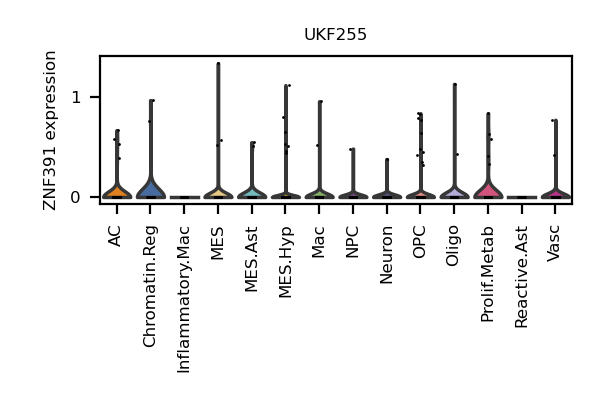 UKF255
ZNF391 expression
1
0
AC
Chromatin.Reg
Inflammatory.Mac
MES
MES.Ast
MES.Hyp
Mac
NPC
Neuron
OPC
Oligo
Prolif.Metab
Reactive.Ast
Vasc